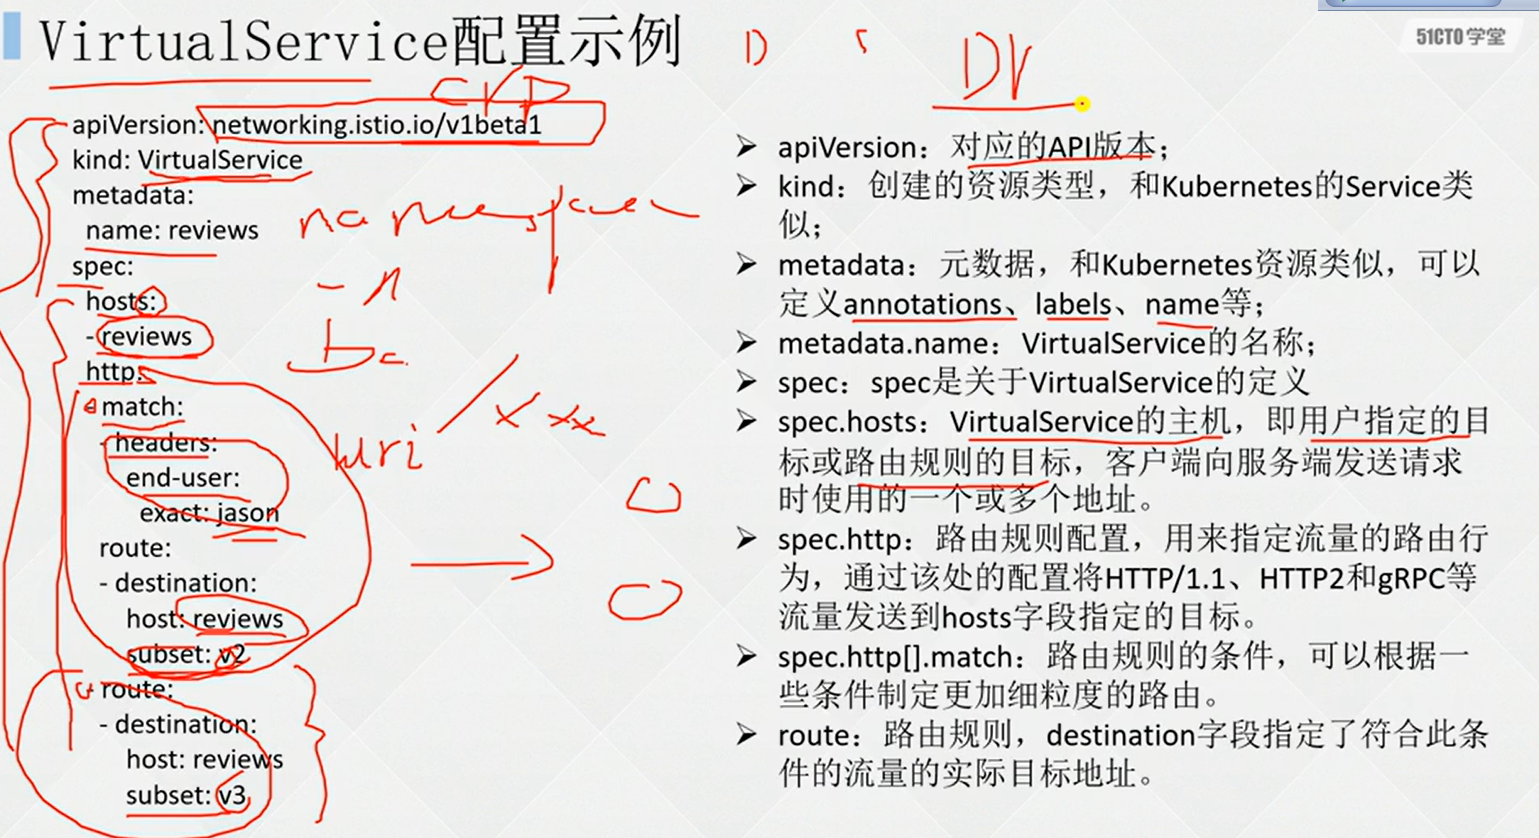 VirtualService配置示例
51CTO学堂
CRD
D
DV
apiVersion: networking.istio.io/v1beta1
kind: VirtualService
metadata:
name: reviews
spec:
hosts:
- reviews
http:
- match:
- headers:
end-user:
exact: jason
route:
- destination:
host: reviews
subset: v2
- route:
- destination:
host: reviews
subset: v3
-n
uri /xxx
apiVersion：对应的API版本；
kind：创建的资源类型，和Kubernetes的Service类
似；
metadata：元数据，和Kubernetes资源类似，可以
定义annotations、labels、name等；
metadata.name：VirtualService的名称；
spec：spec是关于VirtualService的定义
spec.hosts：VirtualService的主机，即用户指定的目
标或路由规则的目标，客户端向服务端发送请求
时使用的一个或多个地址。
spec.http：路由规则配置，用来指定流量的路由行
为，通过该处的配置将HTTP/1.1、HTTP2和gRPC等
流量发送到hosts字段指定的目标。
spec.http[].match：路由规则的条件，可以根据一
些条件制定更加细粒度的路由。
route：路由规则，destination字段指定了符合此条
件的流量的实际目标地址。